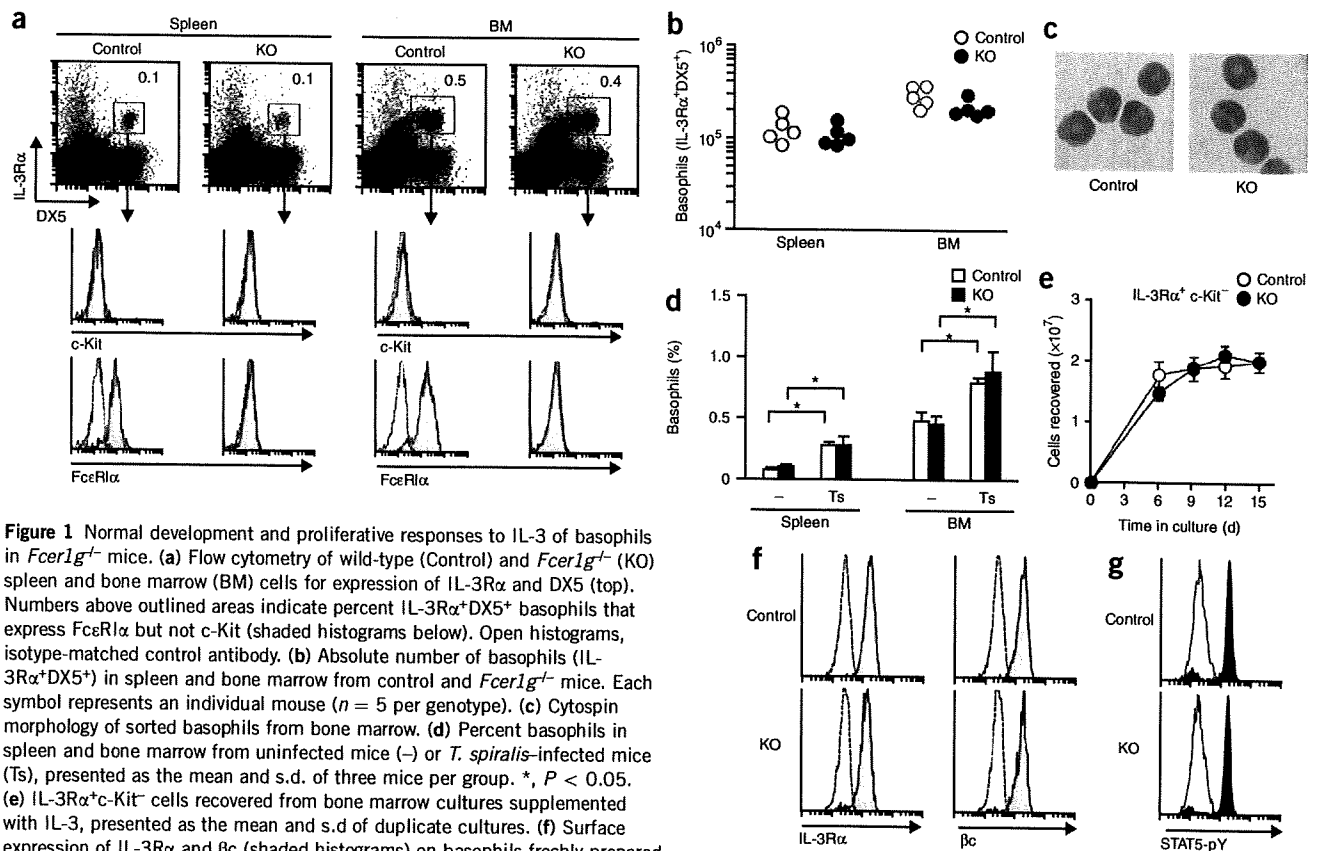 a
Spleen
BM
Control
KO
Control
KO
0.1
0.1
0.5
0.4
IL-3Rα
DX5
c-Kit
c-Kit
FcεRIα
FcεRIα
b
Control
KO
Basophils (IL-3Rα⁺DX5⁺)
10⁶
10⁵
10⁴
Spleen
BM
c
Control
KO
d
Control
KO
Basophils (%)
1.5
1.0
0.5
0
*
*
*
*
– Ts – Ts
Spleen
BM
e
IL-3Rα⁺ c-Kit⁻
Control
KO
Cells recovered (×10⁷)
3
2
1
0
0 3 6 9 12 15
Time in culture (d)
f
Control
KO
IL-3Rα
βc
g
Control
KO
STAT5-pY
Figure 1 Normal development and proliferative responses to IL-3 of basophils
in Fcer1g⁻/⁻ mice. (a) Flow cytometry of wild-type (Control) and Fcer1g⁻/⁻ (KO)
spleen and bone marrow (BM) cells for expression of IL-3Rα and DX5 (top).
Numbers above outlined areas indicate percent IL-3Rα⁺DX5⁺ basophils that
express FcεRIα but not c-Kit (shaded histograms below). Open histograms,
isotype-matched control antibody. (b) Absolute number of basophils (IL-
3Rα⁺DX5⁺) in spleen and bone marrow from control and Fcer1g⁻/⁻ mice. Each
symbol represents an individual mouse (n = 5 per genotype). (c) Cytospin
morphology of sorted basophils from bone marrow. (d) Percent basophils in
spleen and bone marrow from uninfected mice (–) or T. spiralis–infected mice
(Ts), presented as the mean and s.d. of three mice per group. *, P < 0.05.
(e) IL-3Rα⁺c-Kit⁻ cells recovered from bone marrow cultures supplemented
with IL-3, presented as the mean and s.d of duplicate cultures. (f) Surface
expression of IL-3Rα and βc (shaded histograms) on basophils freshly prepared